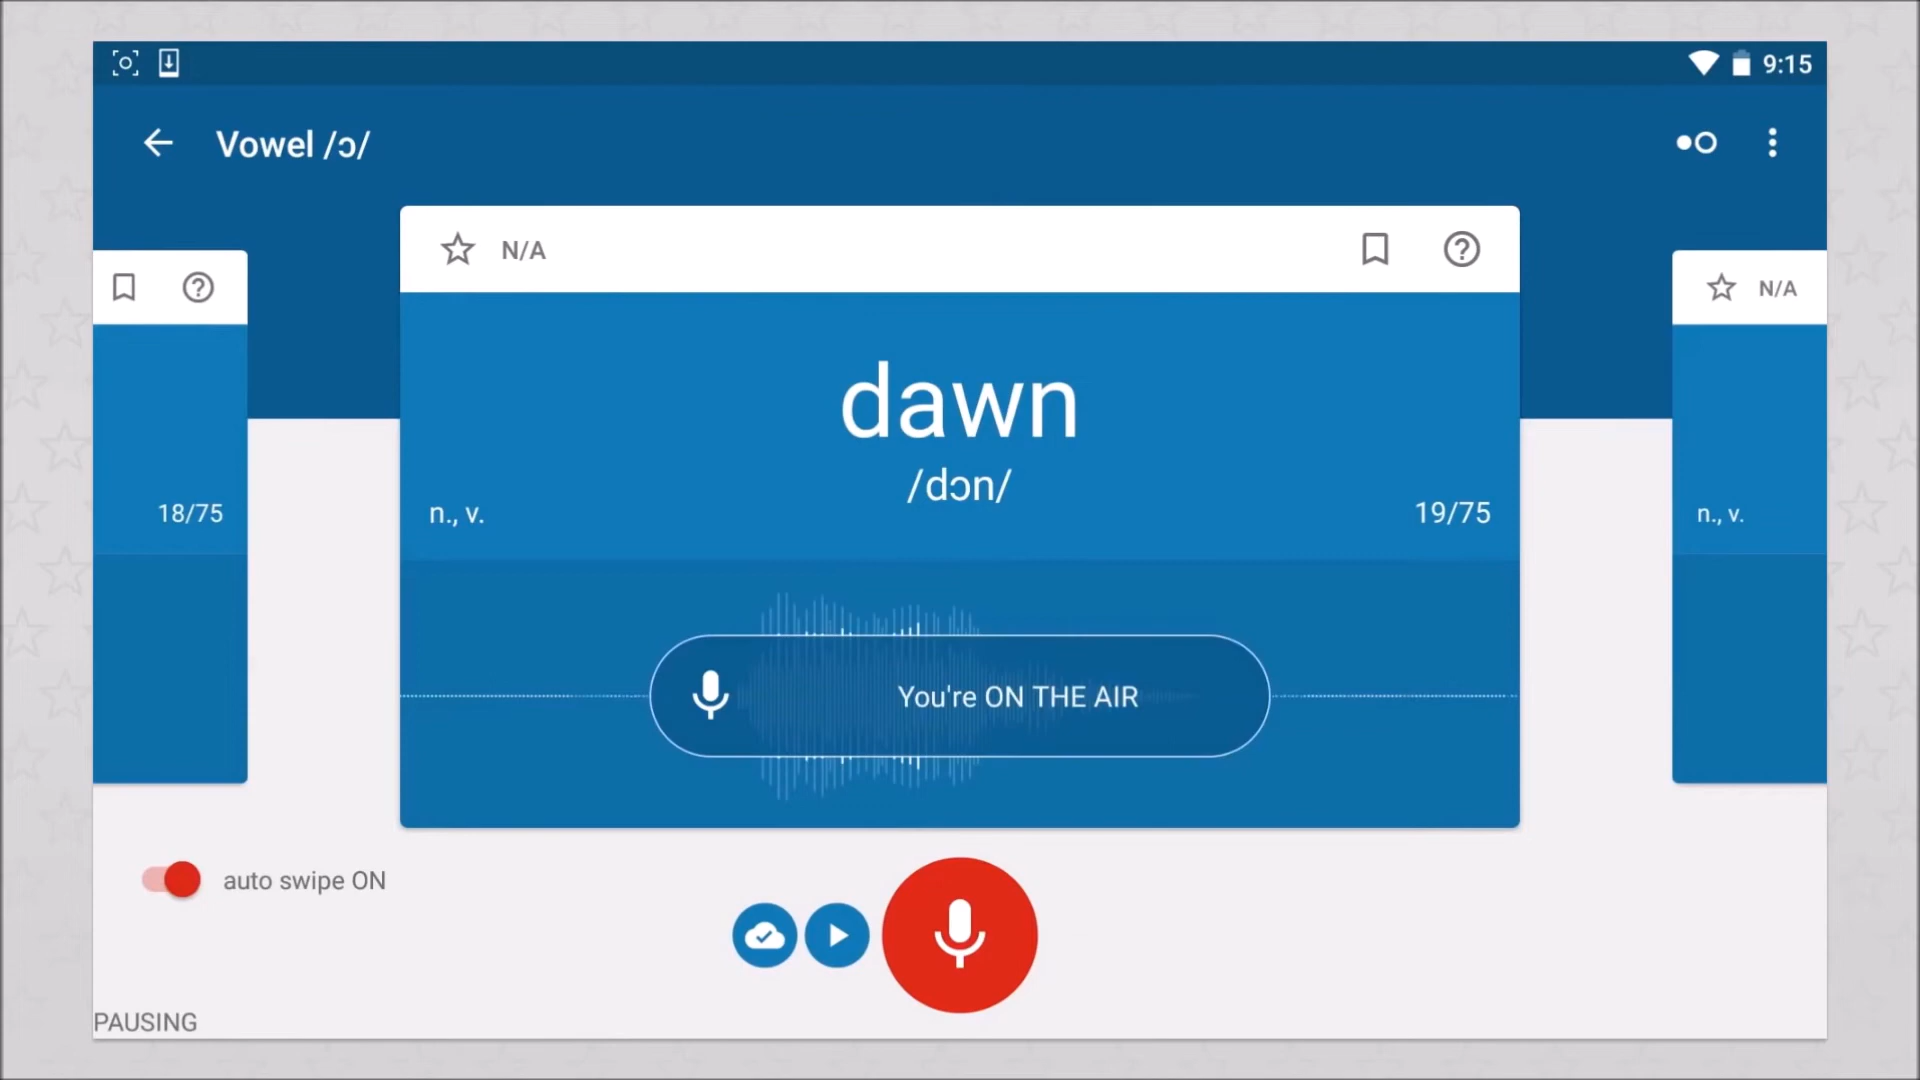 9:15
Vowel /ɔ/
N/A
N/A
dawn
/dɔn/
18/75
n., v.
19/75
n., v.
You're ON THE AIR
auto swipe ON
PAUSING